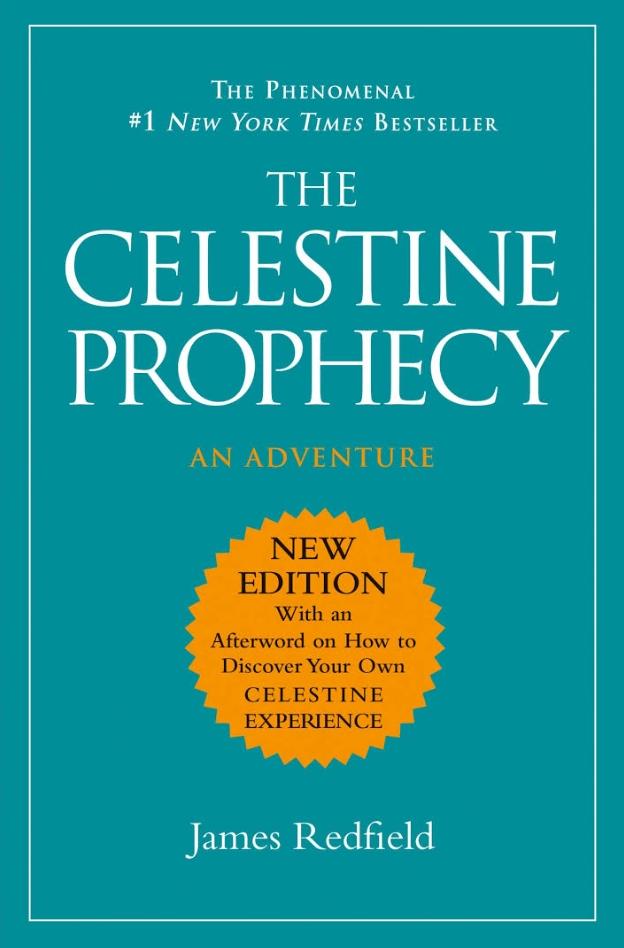 THE PHENOMENAL
#1 NEW YORK TIMES BESTSELLER
THE
CELESTINE
PROPHECY
AN ADVENTURE
NEW
EDITION
With an
Afterword on How to
Discover Your Own
CELESTINE
EXPERIENCE
James Redfield